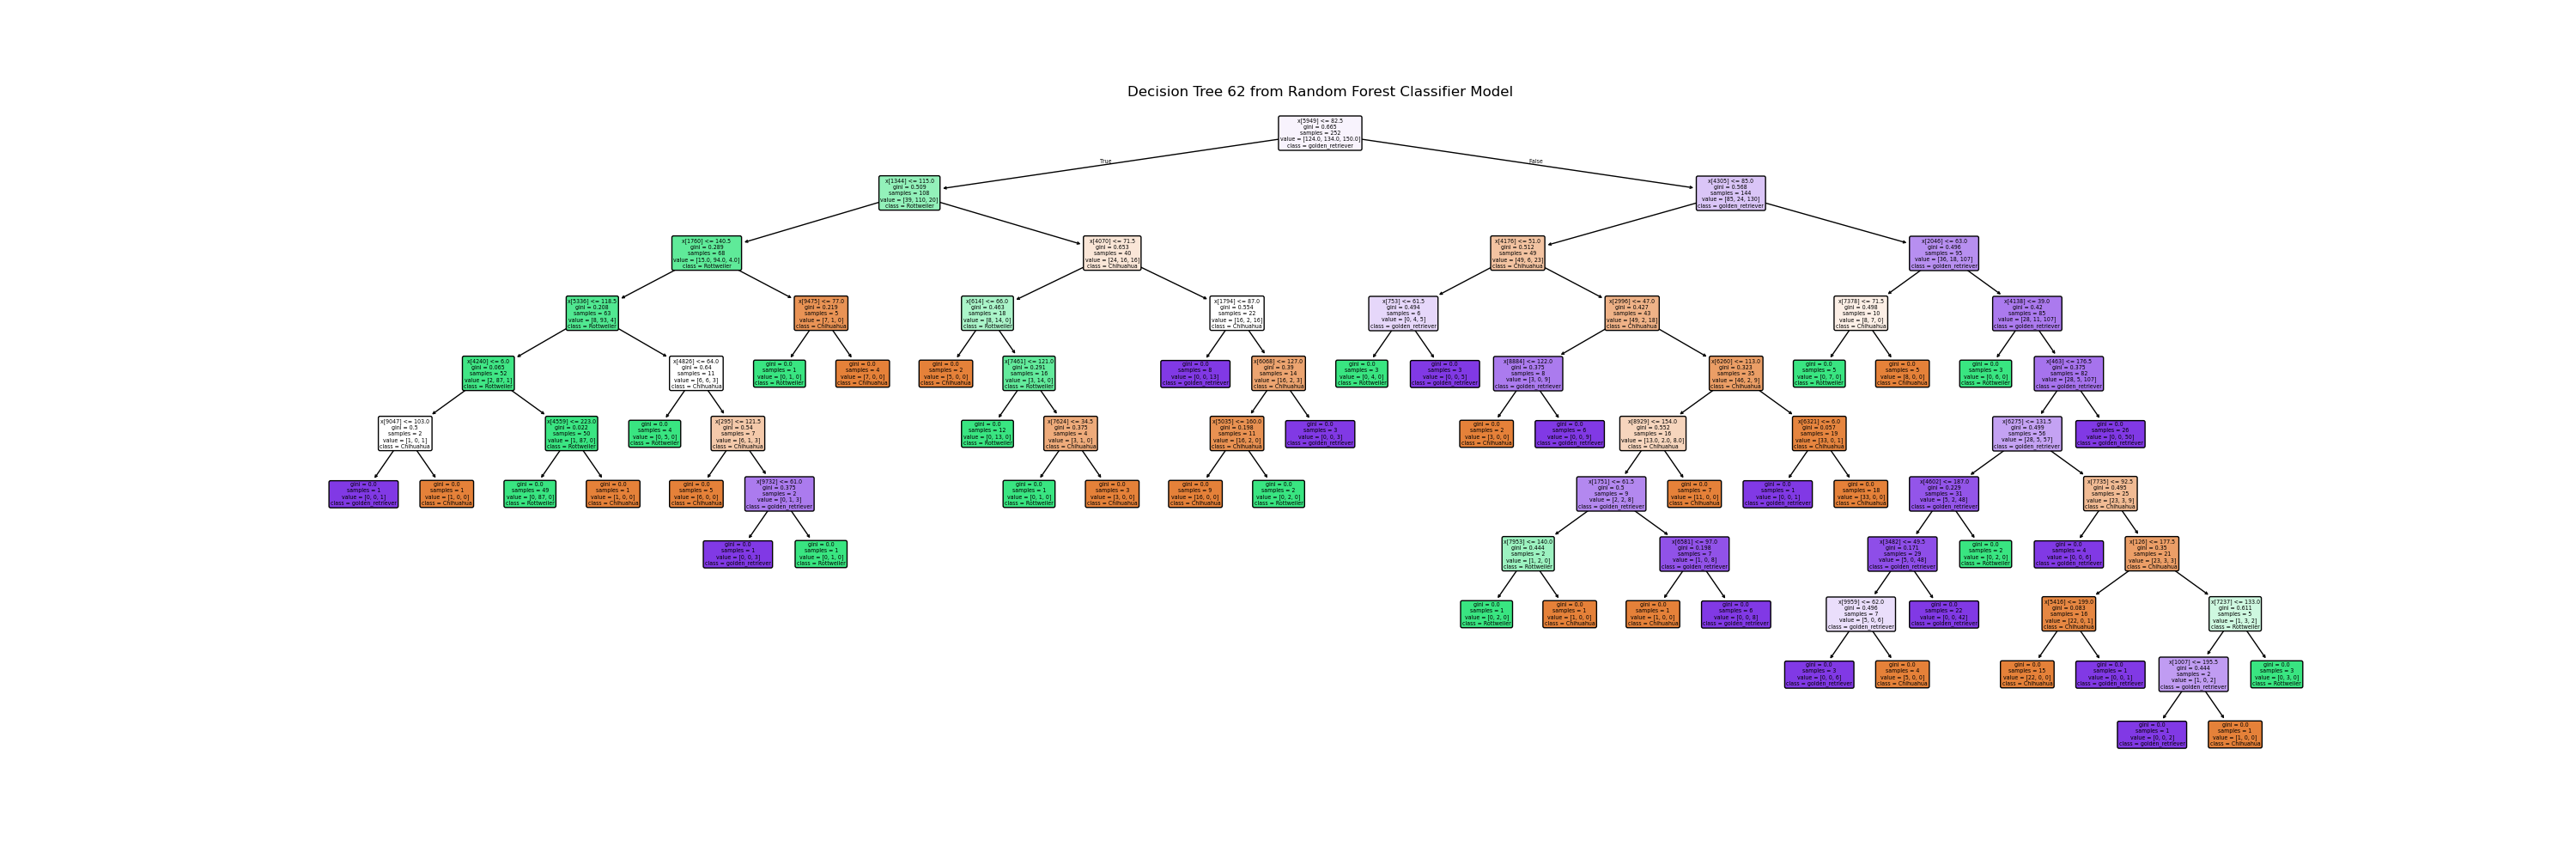 Decision Tree 62 from Random Forest Classifier Model
x[5949] <= 82.5
gini = 0.665
samples = 252
value = [124.0, 134.0, 150.0]
class = golden_retriever
True
False
x[1344] <= 115.0
gini = 0.509
samples = 108
value = [39, 110, 20]
class = Rottweiler
x[4305] <= 85.0
gini = 0.568
samples = 144
value = [85, 24, 130]
class = golden_retriever
x[1760] <= 140.5
gini = 0.289
samples = 68
value = [15.0, 94.0, 4.0]
class = Rottweiler
x[4070] <= 71.5
gini = 0.653
samples = 40
value = [24, 16, 16]
class = Chihuahua
x[4176] <= 51.0
gini = 0.512
samples = 49
value = [49, 6, 23]
class = Chihuahua
x[2046] <= 63.0
gini = 0.496
samples = 95
value = [36, 18, 107]
class = golden_retriever
x[5336] <= 118.5
gini = 0.208
samples = 63
value = [8, 93, 4]
class = Rottweiler
x[9475] <= 77.0
gini = 0.219
samples = 5
value = [7, 1, 0]
class = Chihuahua
x[614] <= 66.0
gini = 0.463
samples = 18
value = [8, 14, 0]
class = Rottweiler
x[1794] <= 87.0
gini = 0.554
samples = 22
value = [16, 2, 16]
class = Chihuahua
x[753] <= 61.5
gini = 0.494
samples = 6
value = [0, 4, 5]
class = golden_retriever
x[2996] <= 47.0
gini = 0.427
samples = 43
value = [49, 2, 18]
class = Chihuahua
x[7378] <= 71.5
gini = 0.498
samples = 10
value = [8, 7, 0]
class = Chihuahua
x[4138] <= 39.0
gini = 0.42
samples = 85
value = [28, 11, 107]
class = golden_retriever
x[4240] <= 6.0
gini = 0.065
samples = 52
value = [2, 87, 1]
class = Rottweiler
x[4826] <= 64.0
gini = 0.64
samples = 11
value = [6, 6, 3]
class = Chihuahua
gini = 0.0
samples = 1
value = [0, 1, 0]
class = Rottweiler
gini = 0.0
samples = 4
value = [7, 0, 0]
class = Chihuahua
gini = 0.0
samples = 2
value = [5, 0, 0]
class = Chihuahua
x[7461] <= 121.0
gini = 0.291
samples = 16
value = [3, 14, 0]
class = Rottweiler
gini = 0.0
samples = 8
value = [0, 0, 13]
class = golden_retriever
x[6068] <= 127.0
gini = 0.39
samples = 14
value = [16, 2, 3]
class = Chihuahua
gini = 0.0
samples = 3
value = [0, 4, 0]
class = Rottweiler
gini = 0.0
samples = 3
value = [0, 0, 5]
class = golden_retriever
x[8884] <= 122.0
gini = 0.375
samples = 8
value = [3, 0, 9]
class = golden_retriever
x[6260] <= 113.0
gini = 0.323
samples = 35
value = [46, 2, 9]
class = Chihuahua
gini = 0.0
samples = 5
value = [0, 7, 0]
class = Rottweiler
gini = 0.0
samples = 5
value = [8, 0, 0]
class = Chihuahua
gini = 0.0
samples = 3
value = [0, 6, 0]
class = Rottweiler
x[463] <= 176.5
gini = 0.375
samples = 82
value = [28, 5, 107]
class = golden_retriever
x[9047] <= 103.0
gini = 0.5
samples = 2
value = [1, 0, 1]
class = Chihuahua
x[4559] <= 223.0
gini = 0.022
samples = 50
value = [1, 87, 0]
class = Rottweiler
gini = 0.0
samples = 4
value = [0, 5, 0]
class = Rottweiler
x[295] <= 121.5
gini = 0.54
samples = 7
value = [6, 1, 3]
class = Chihuahua
gini = 0.0
samples = 12
value = [0, 13, 0]
class = Rottweiler
x[7624] <= 34.5
gini = 0.375
samples = 4
value = [3, 1, 0]
class = Chihuahua
x[5035] <= 160.0
gini = 0.198
samples = 11
value = [16, 2, 0]
class = Chihuahua
gini = 0.0
samples = 3
value = [0, 0, 3]
class = golden_retriever
gini = 0.0
samples = 2
value = [3, 0, 0]
class = Chihuahua
gini = 0.0
samples = 6
value = [0, 0, 9]
class = golden_retriever
x[8929] <= 154.0
gini = 0.552
samples = 16
value = [13.0, 2.0, 8.0]
class = Chihuahua
x[6321] <= 6.0
gini = 0.057
samples = 19
value = [33, 0, 1]
class = Chihuahua
x[6275] <= 131.5
gini = 0.499
samples = 56
value = [28, 5, 57]
class = golden_retriever
gini = 0.0
samples = 26
value = [0, 0, 50]
class = golden_retriever
gini = 0.0
samples = 1
value = [0, 0, 1]
class = golden_retriever
gini = 0.0
samples = 1
value = [1, 0, 0]
class = Chihuahua
gini = 0.0
samples = 49
value = [0, 87, 0]
class = Rottweiler
gini = 0.0
samples = 1
value = [1, 0, 0]
class = Chihuahua
gini = 0.0
samples = 5
value = [6, 0, 0]
class = Chihuahua
x[9732] <= 61.0
gini = 0.375
samples = 2
value = [0, 1, 3]
class = golden_retriever
gini = 0.0
samples = 1
value = [0, 1, 0]
class = Rottweiler
gini = 0.0
samples = 3
value = [3, 0, 0]
class = Chihuahua
gini = 0.0
samples = 9
value = [16, 0, 0]
class = Chihuahua
gini = 0.0
samples = 2
value = [0, 2, 0]
class = Rottweiler
x[1751] <= 61.5
gini = 0.5
samples = 9
value = [2, 2, 8]
class = golden_retriever
gini = 0.0
samples = 7
value = [11, 0, 0]
class = Chihuahua
gini = 0.0
samples = 1
value = [0, 0, 1]
class = golden_retriever
gini = 0.0
samples = 18
value = [33, 0, 0]
class = Chihuahua
x[4602] <= 187.0
gini = 0.229
samples = 31
value = [5, 2, 48]
class = golden_retriever
x[7735] <= 92.5
gini = 0.495
samples = 25
value = [23, 3, 9]
class = Chihuahua
gini = 0.0
samples = 1
value = [0, 0, 3]
class = golden_retriever
gini = 0.0
samples = 1
value = [0, 1, 0]
class = Rottweiler
x[7953] <= 140.0
gini = 0.444
samples = 2
value = [1, 2, 0]
class = Rottweiler
x[6581] <= 97.0
gini = 0.198
samples = 7
value = [1, 0, 8]
class = golden_retriever
x[3482] <= 49.5
gini = 0.171
samples = 29
value = [5, 0, 48]
class = golden_retriever
gini = 0.0
samples = 2
value = [0, 2, 0]
class = Rottweiler
gini = 0.0
samples = 4
value = [0, 0, 6]
class = golden_retriever
x[126] <= 177.5
gini = 0.35
samples = 21
value = [23, 3, 3]
class = Chihuahua
gini = 0.0
samples = 1
value = [0, 2, 0]
class = Rottweiler
gini = 0.0
samples = 1
value = [1, 0, 0]
class = Chihuahua
gini = 0.0
samples = 1
value = [1, 0, 0]
class = Chihuahua
gini = 0.0
samples = 6
value = [0, 0, 8]
class = golden_retriever
x[9959] <= 62.0
gini = 0.496
samples = 7
value = [5, 0, 6]
class = golden_retriever
gini = 0.0
samples = 22
value = [0, 0, 42]
class = golden_retriever
x[5416] <= 199.0
gini = 0.083
samples = 16
value = [22, 0, 1]
class = Chihuahua
x[7237] <= 133.0
gini = 0.611
samples = 5
value = [1, 3, 2]
class = Rottweiler
gini = 0.0
samples = 3
value = [0, 0, 6]
class = golden_retriever
gini = 0.0
samples = 4
value = [5, 0, 0]
class = Chihuahua
gini = 0.0
samples = 15
value = [22, 0, 0]
class = Chihuahua
gini = 0.0
samples = 1
value = [0, 0, 1]
class = golden_retriever
x[1007] <= 195.5
gini = 0.444
samples = 2
value = [1, 0, 2]
class = golden_retriever
gini = 0.0
samples = 3
value = [0, 3, 0]
class = Rottweiler
gini = 0.0
samples = 1
value = [0, 0, 2]
class = golden_retriever
gini = 0.0
samples = 1
value = [1, 0, 0]
class = Chihuahua